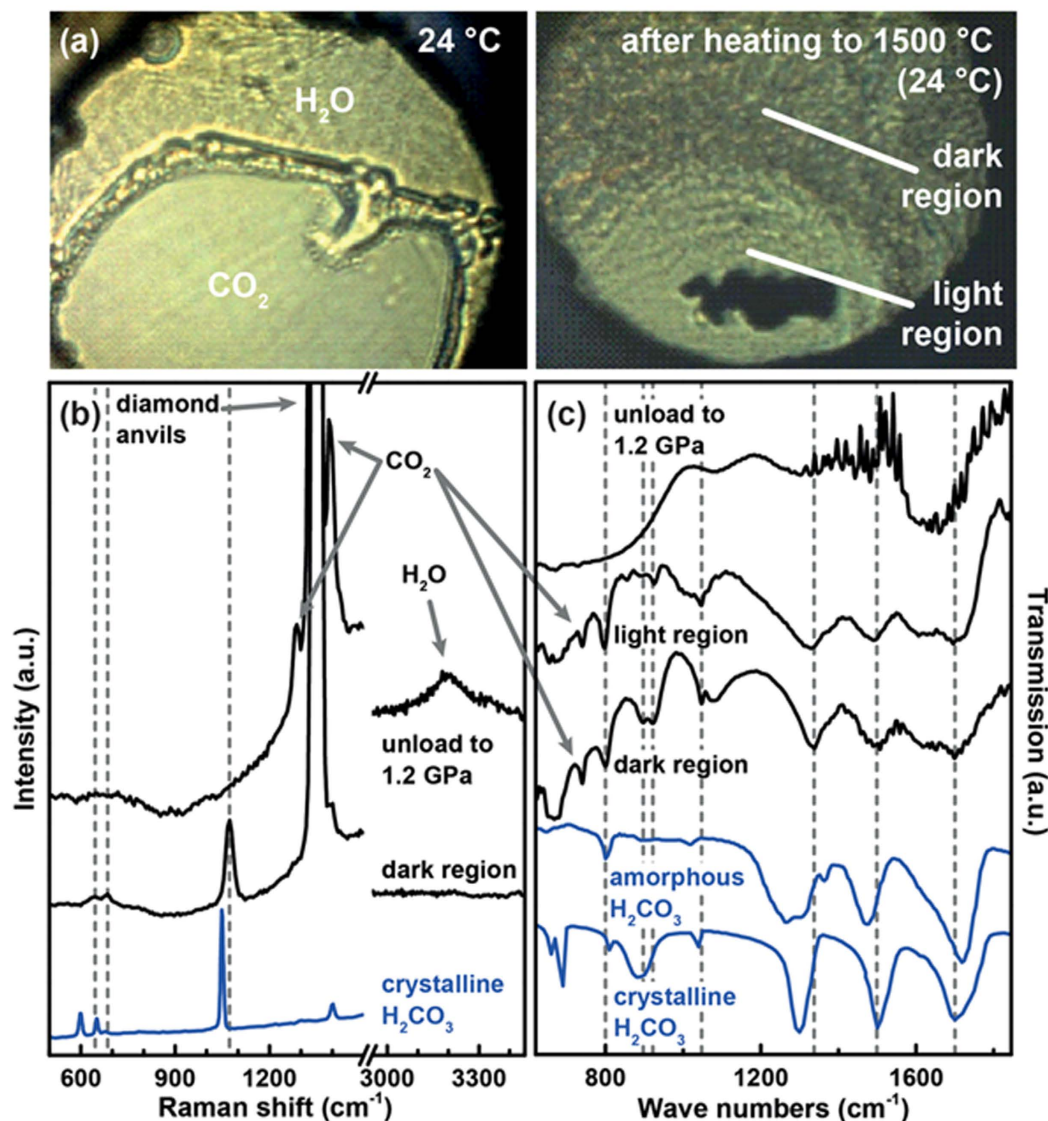 (a)
24 °C
H₂O
CO₂
after heating to 1500 °C
(24 °C)
dark
region
light
region
(b)
diamond
anvils
CO₂
H₂O
unload to
1.2 GPa
dark region
crystalline
H₂CO₃
Intensity (a.u.)
600
900
1200
3000
3300
Raman shift (cm⁻¹)
(c)
unload to
1.2 GPa
light region
dark region
amorphous
H₂CO₃
crystalline
H₂CO₃
Transmission (a.u.)
800
1200
1600
Wave numbers (cm⁻¹)